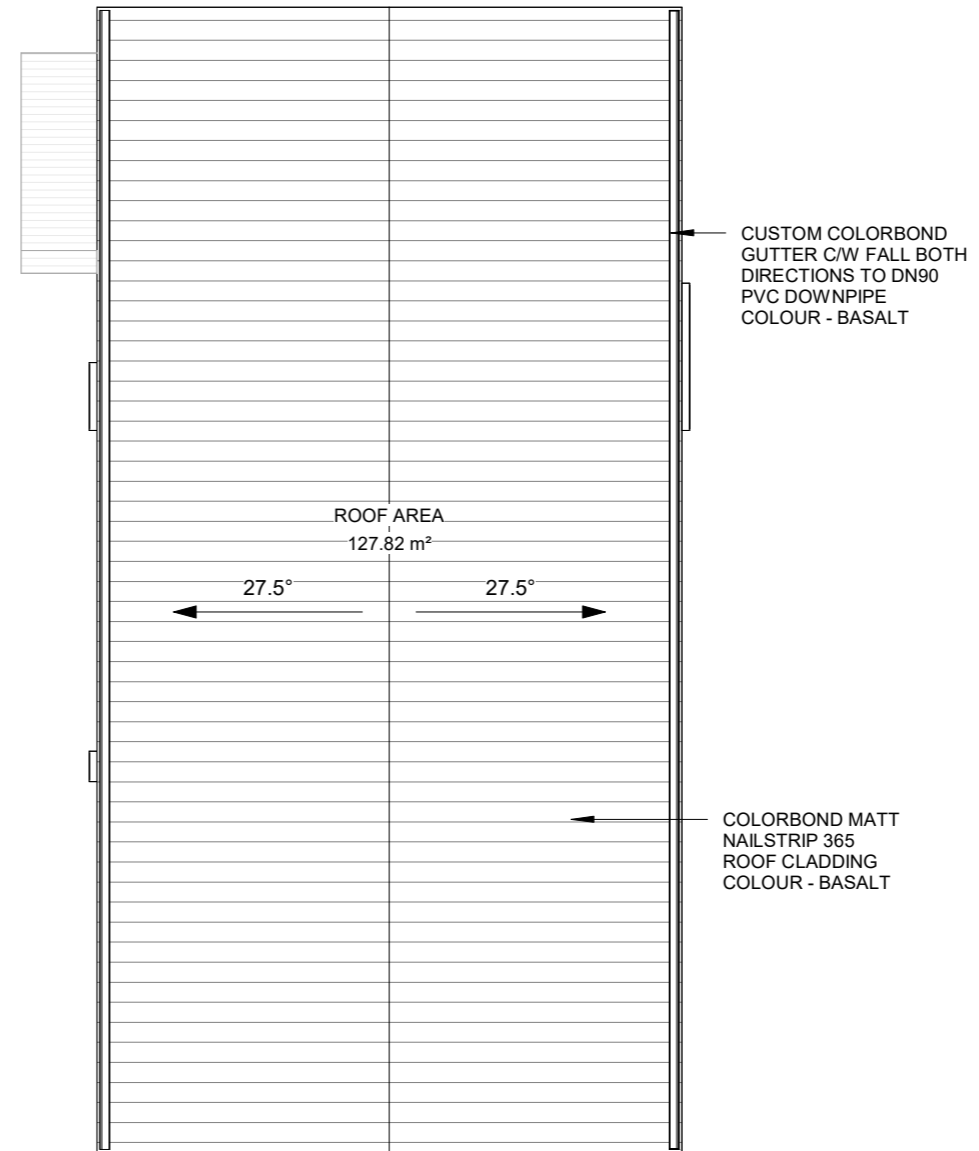 CUSTOM COLORBOND
GUTTER C/W FALL BOTH
DIRECTIONS TO DN90
PVC DOWNPIPE
COLOUR - BASALT
ROOF AREA
127.82 m²
27.5°
27.5°
COLORBOND MATT
NAILSTRIP 365
ROOF CLADDING
COLOUR - BASALT